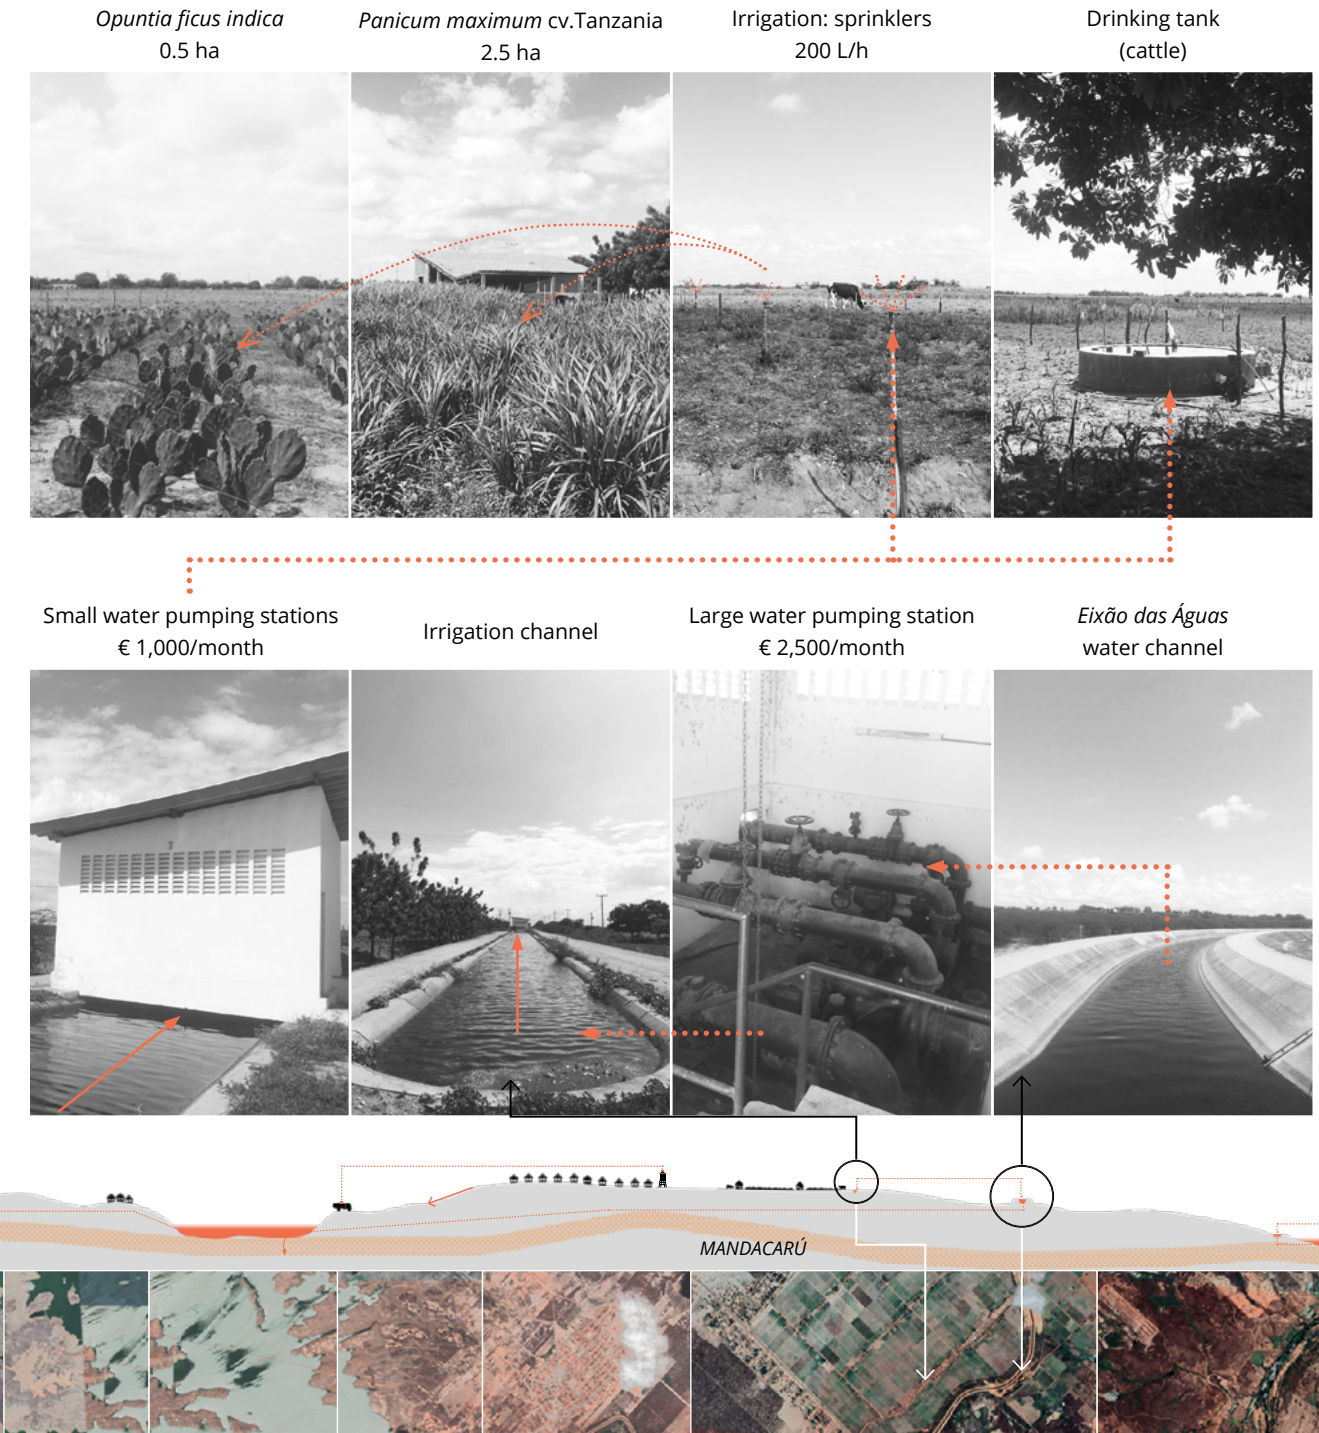 Opuntia ficus indica
0.5 ha
Panicum maximum cv.Tanzania
2.5 ha
Irrigation: sprinklers
200 L/h
Drinking tank
(cattle)
Small water pumping stations
€ 1,000/month
Irrigation channel
Large water pumping station
€ 2,500/month
Eixão das Águas
water channel
MANDACARÚ